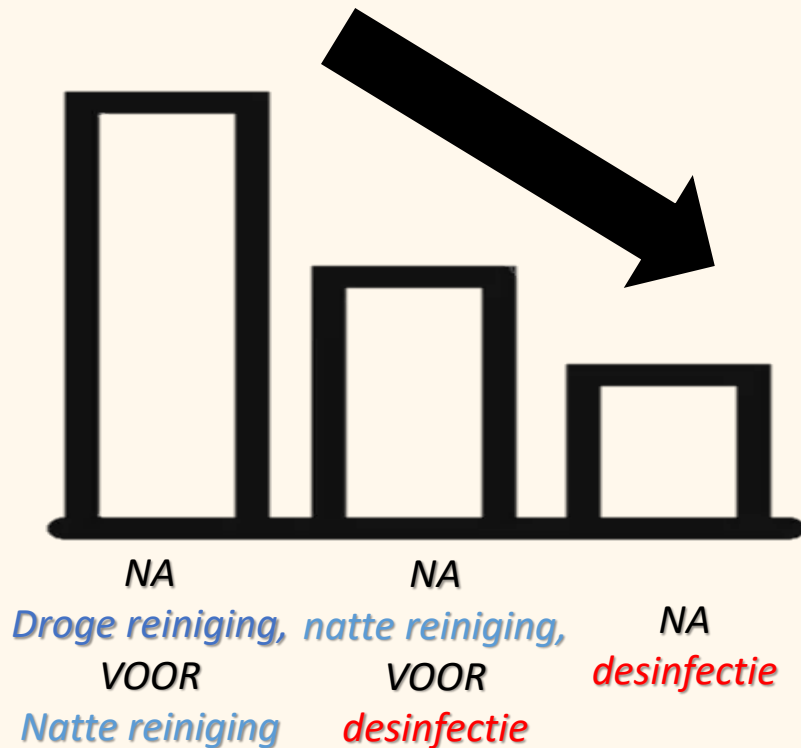 NA
Droge reiniging,
VOOR
Natte reiniging
NA
natte reiniging,
VOOR
desinfectie
NA
desinfectie